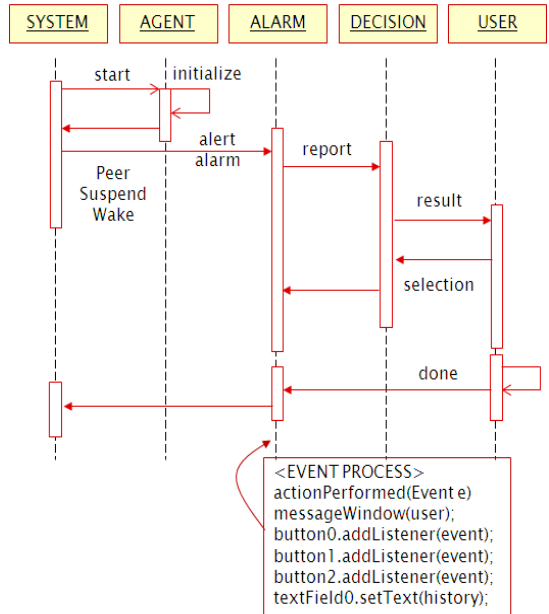 SYSTEM AGENT ALARM DECISION USER
start initialize
alert
alarm
report
Peer
Suspend
Wake
result
selection
done
<EVENT PROCESS>
actionPerformed(Event e)
messageWindow(user);
button0.addListener(event);
button1.addListener(event);
button2.addListener(event);
textField0.setText(history);